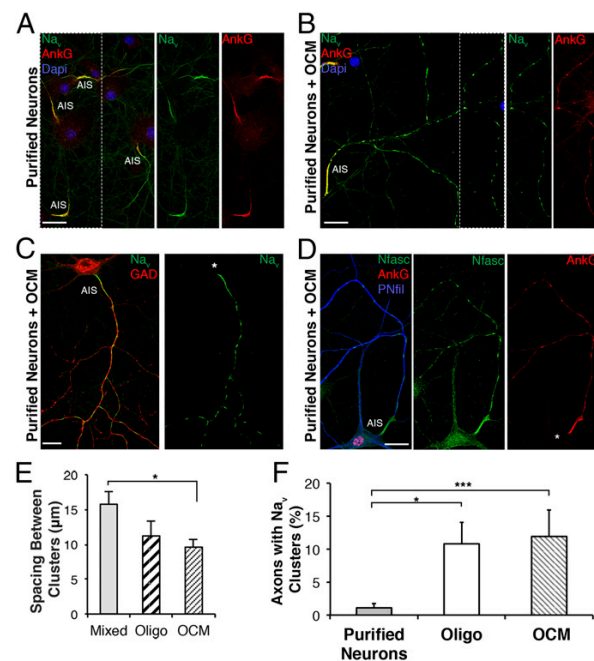 A
Purified Neurons
Nav
AnkG
Dapi
AIS
AIS
AIS
AIS
Nav
AnkG
B
Purified Neurons + OCM
Nav
AnkG
Dapi
AIS
Nav
AnkG
C
Purified Neurons + OCM
Nav
GAD
AIS
*
Nav
D
Purified Neurons + OCM
Nfasc
AnkG
PNfil
AIS
Nfasc
AnkG
*
E
Spacing Between
Clusters (µm)
20
15
10
5
0
*
Mixed Oligo OCM
F
Axons with Nav
Clusters (%)
20
15
10
5
0
***
*
Purified
Neurons
Oligo
OCM